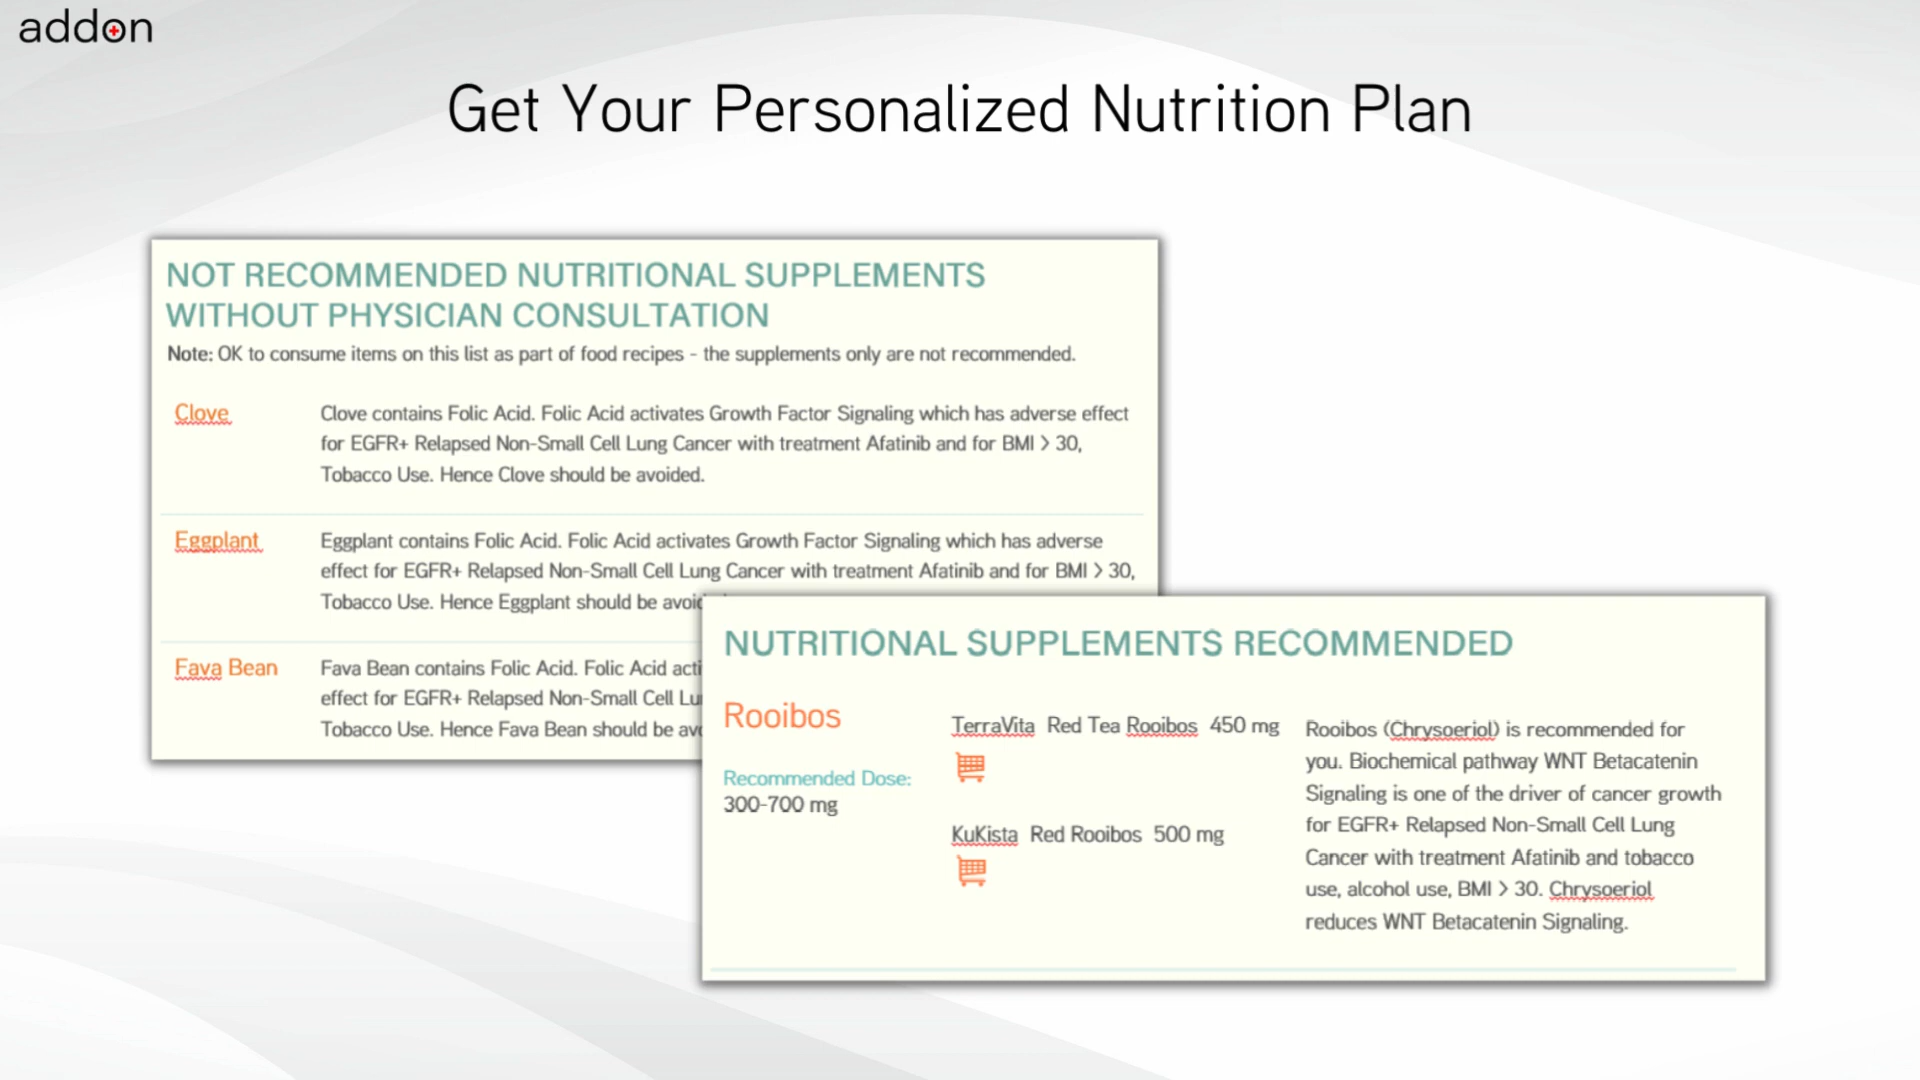 addon
Get Your Personalized Nutrition Plan
NOT RECOMMENDED NUTRITIONAL SUPPLEMENTS
WITHOUT PHYSICIAN CONSULTATION
Note: OK to consume items on this list as part of food recipes - the supplements only are not recommended.
Clove
Clove contains Folic Acid. Folic Acid activates Growth Factor Signaling which has adverse effect
for EGFR+ Relapsed Non-Small Cell Lung Cancer with treatment Afatinib and for BMI > 30,
Tobacco Use. Hence Clove should be avoided.
Eggplant
Eggplant contains Folic Acid. Folic Acid activates Growth Factor Signaling which has adverse
effect for EGFR+ Relapsed Non-Small Cell Lung Cancer with treatment Afatinib and for BMI > 30,
Tobacco Use. Hence Eggplant should be
Fava Bean
Fava Bean contains Folic Acid. Folic Acid
effect for EGFR+ Relapsed Non-Small Cell
Tobacco Use. Hence Fava Bean should be
NUTRITIONAL SUPPLEMENTS RECOMMENDED
Rooibos
Recommended Dose:
300-700 mg
TerraVita Red Tea Rooibos 450 mg
KuKista Red Rooibos 500 mg
Rooibos (Chrysoeriol) is recommended for
you. Biochemical pathway WNT Betacatenin
Signaling is one of the driver of cancer growth
for EGFR+ Relapsed Non-Small Cell Lung
Cancer with treatment Afatinib and tobacco
use, alcohol use, BMI > 30. Chrysoeriol
reduces WNT Betacatenin Signaling.